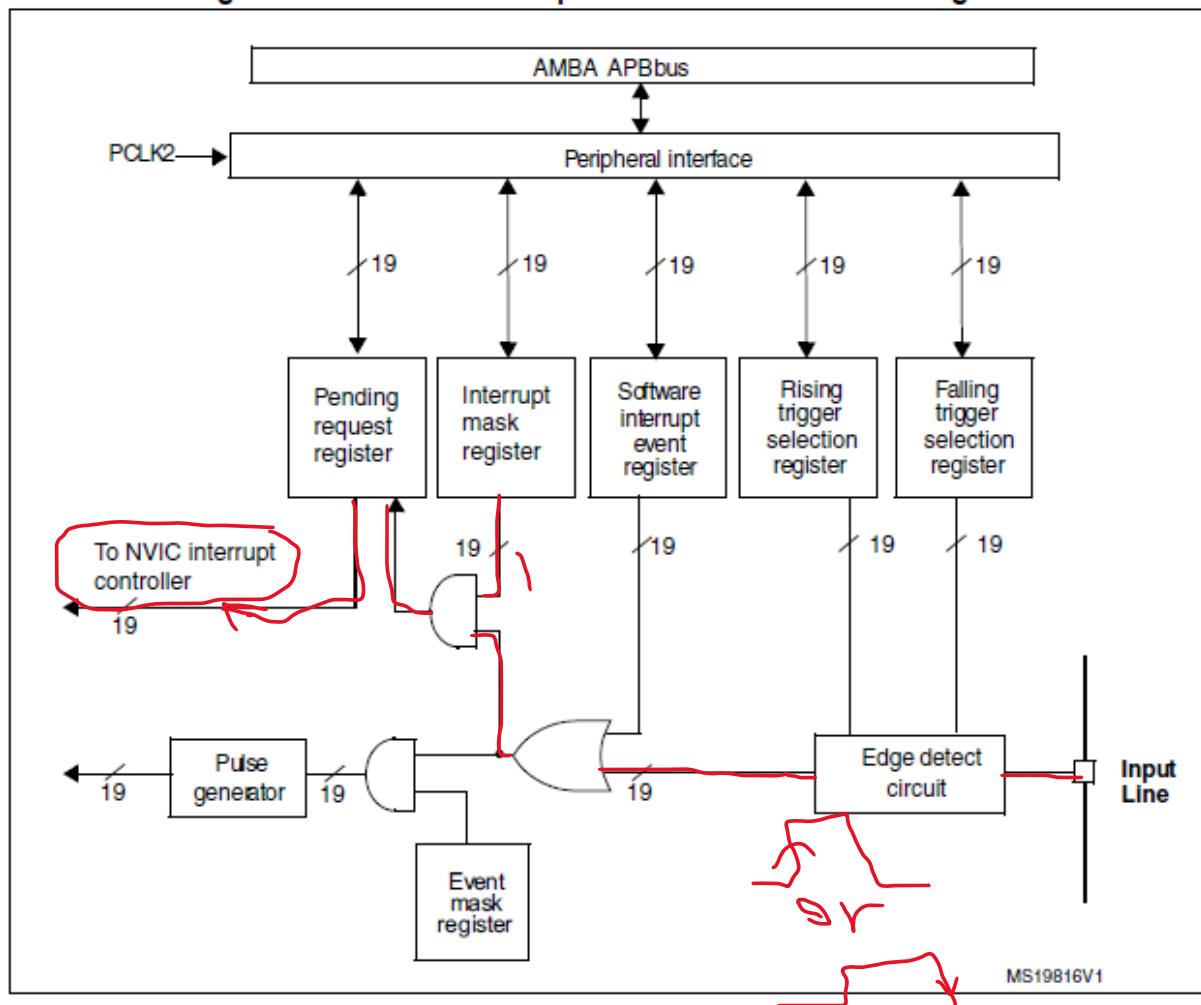 AMBA APBbus
PCLK2
Peripheral interface
19
19
19
19
19
Pending
request
register
Interrupt
mask
register
Software
interrupt
event
register
Rising
trigger
selection
register
Falling
trigger
selection
register
To NVIC interrupt
controller
19
19
19
19
19
Pulse
generator
19
19
19
Edge detect
circuit
Input
Line
Event
mask
register
or
MS19816V1